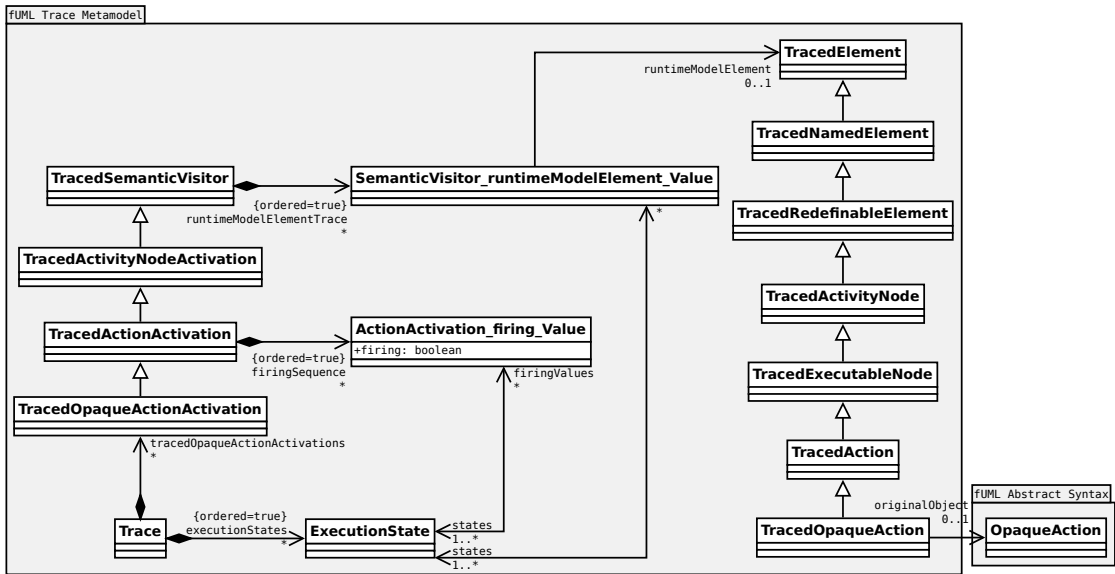 fUML Trace Metamodel
TracedElement
runtimeModelElement
0..1
TracedNamedElement
TracedSemanticVisitor
SemanticVisitor_runtimeModelElement_Value
{ordered=true}
runtimeModelElementTrace
*
*
TracedRedefinableElement
TracedActivityNodeActivation
TracedActivityNode
TracedActionActivation
ActionActivation_firing_Value
+firing: boolean
{ordered=true}
firingSequence
*
firingValues
*
TracedExecutableNode
TracedOpaqueActionActivation
tracedOpaqueActionActivations
*
TracedAction
fUML Abstract Syntax
originalObject
0..1
Trace
{ordered=true}
executionStates
*
ExecutionState
states
1..*
states
1..*
TracedOpaqueAction
OpaqueAction